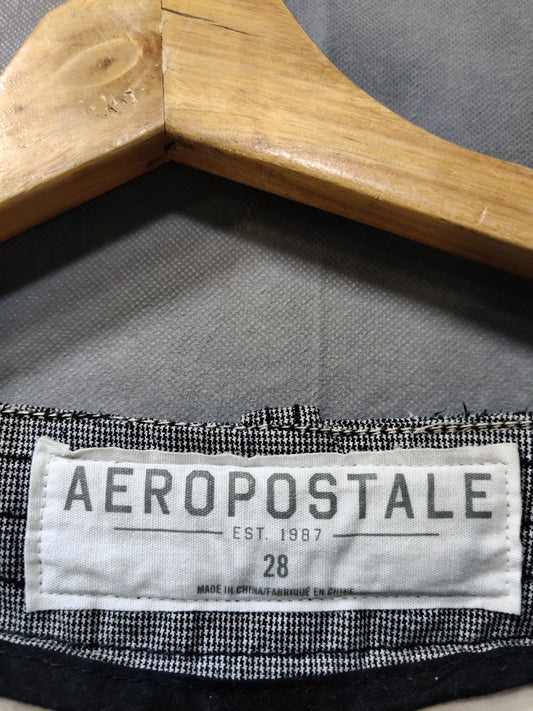 AEROPOSTALE
EST. 1987
28
MADE IN CHINA/FABRIQUÉ EN CHINE